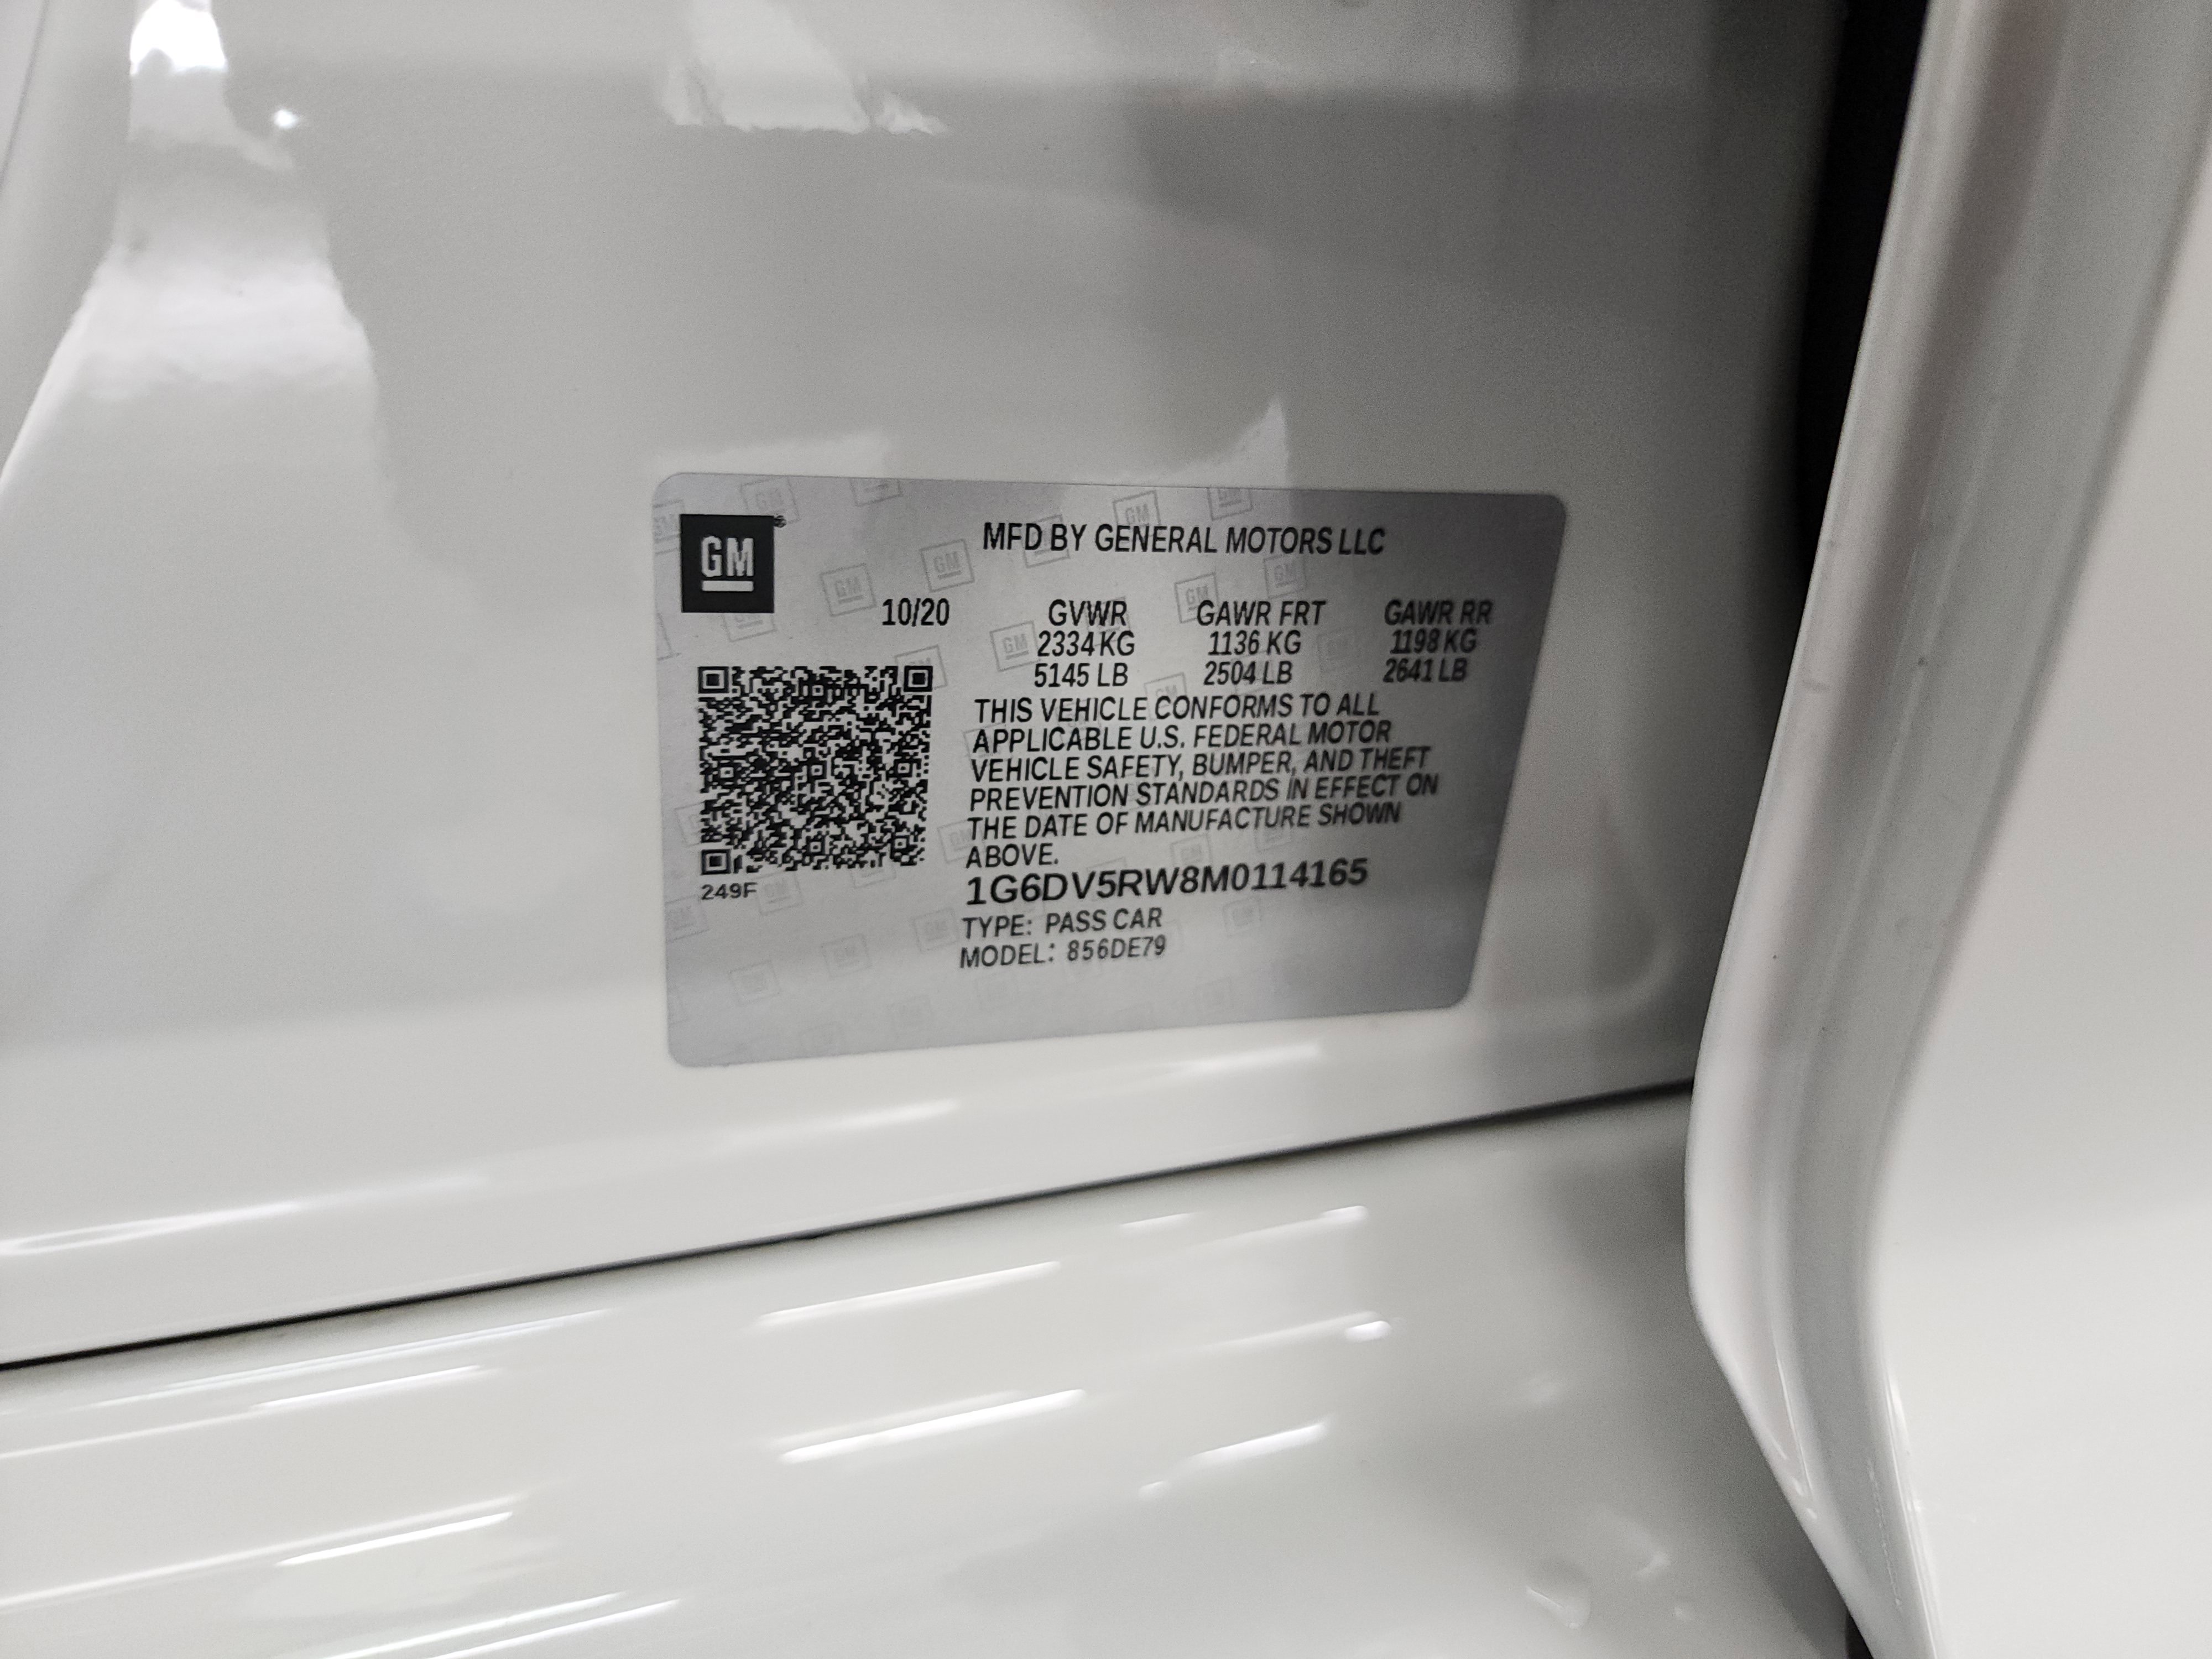 GM®
MFD BY GENERAL MOTORS LLC
10/20 GVWR GAWR FRT GAWR RR
2334 KG 1136 KG 1198 KG
5145 LB 2504 LB 2641 LB
THIS VEHICLE CONFORMS TO ALL
APPLICABLE U.S. FEDERAL MOTOR
VEHICLE SAFETY, BUMPER, AND THEFT
PREVENTION STANDARDS IN EFFECT ON
THE DATE OF MANUFACTURE SHOWN
ABOVE.
249F
1G6DV5RW8M0114165
TYPE: PASS CAR
MODEL: 856DE79